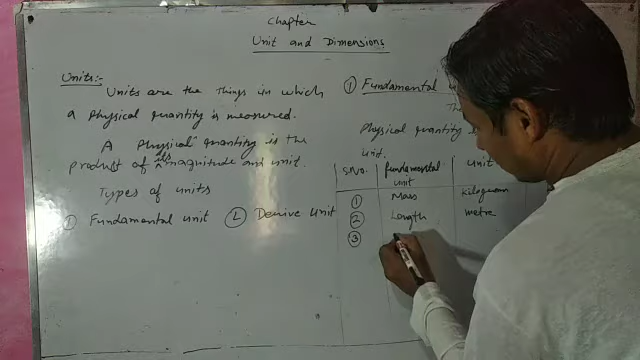 Chapter
Unit and Dimensions
Units:-
Units are the things in which
a physical quantity is measured.
A physical quantity is the
product of its magnitude and unit.
Types of units
① Fundamental unit ② Derive Unit
① Fundamental
Physical quantity
Unit.
S.No. fundamental unit Unit
① Mass Kilogram
② Length metre
③